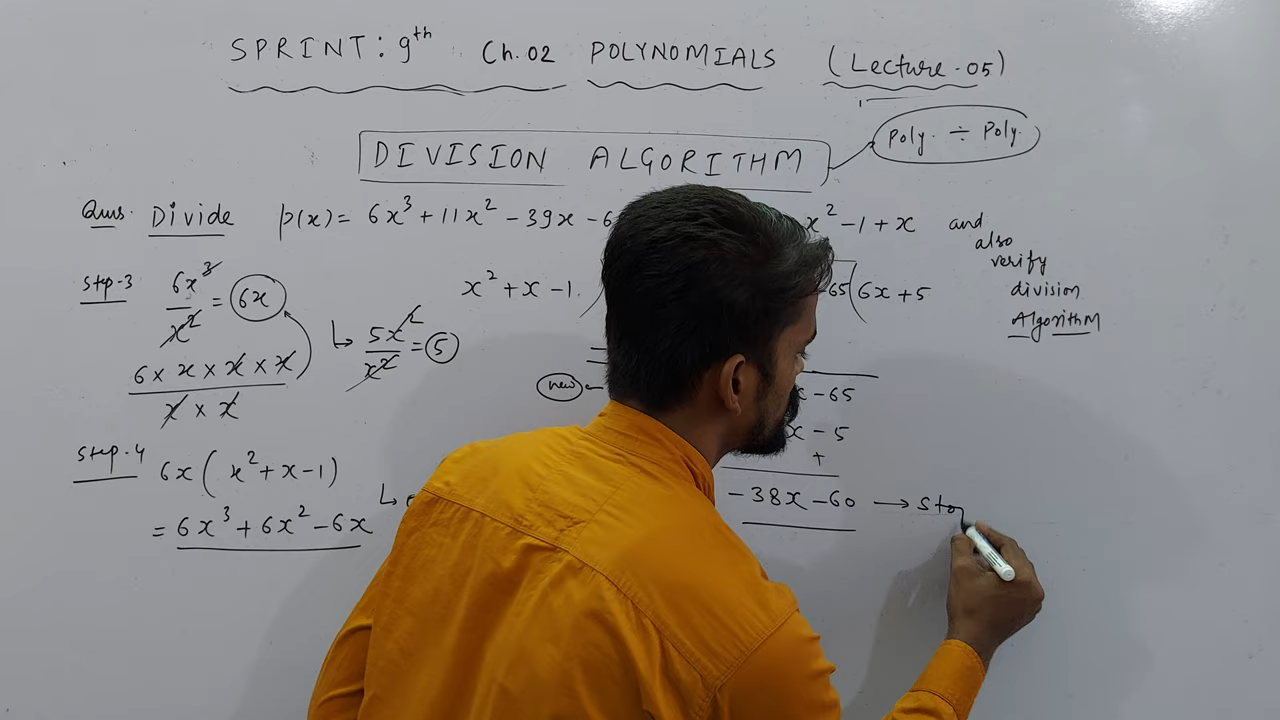 SPRINT: 9th Ch. 02 POLYNOMIALS (Lecture - 05)
DIVISION ALGORITHM
Poly. ÷ Poly.
Ques. Divide p(x) = 6x³ + 11x² - 39x - 6 x² - 1 + x and
also
verify
division
Algorithm
Step-3 6x³/x² = 6x
6 × x × x × x / x × x
↳ 5x²/x² = 5
x² + x - 1 ) -65 ( 6x + 5
new ← x - 65
x - 5
+
-38x - 60 → Stop
Step-4 6x ( x² + x - 1 )
= 6x³ + 6x² - 6x